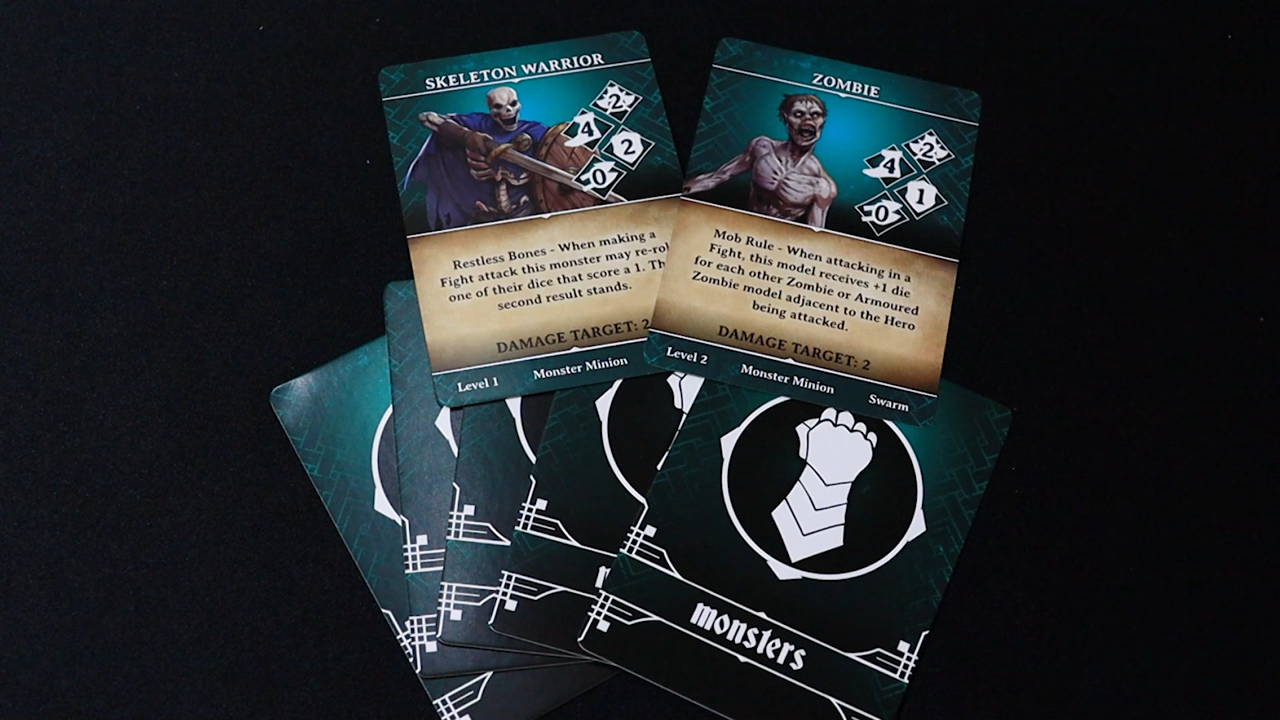 SKELETON WARRIOR
2
4
2
0
Restless Bones - When making a
Fight attack this monster may re-rol
one of their dice that score a 1. Th
second result stands.
DAMAGE TARGET: 2
Level 1 Monster Minion
ZOMBIE
2
4
1
0
Mob Rule - When attacking in a
Fight, this model receives +1 die
for each other Zombie or Armoured
Zombie model adjacent to the Hero
being attacked.
DAMAGE TARGET: 2
Level 2 Monster Minion Swarm
monsters